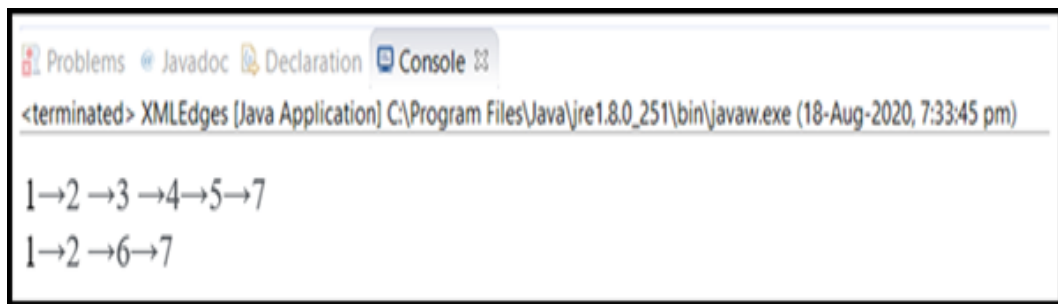 Problems @ Javadoc Declaration Console
<terminated> XMLEdges [Java Application] C:\Program Files\Java\jre1.8.0_251\bin\javaw.exe (18-Aug-2020, 7:33:45 pm)
1→2 →3 →4→5→7
1→2 →6→7